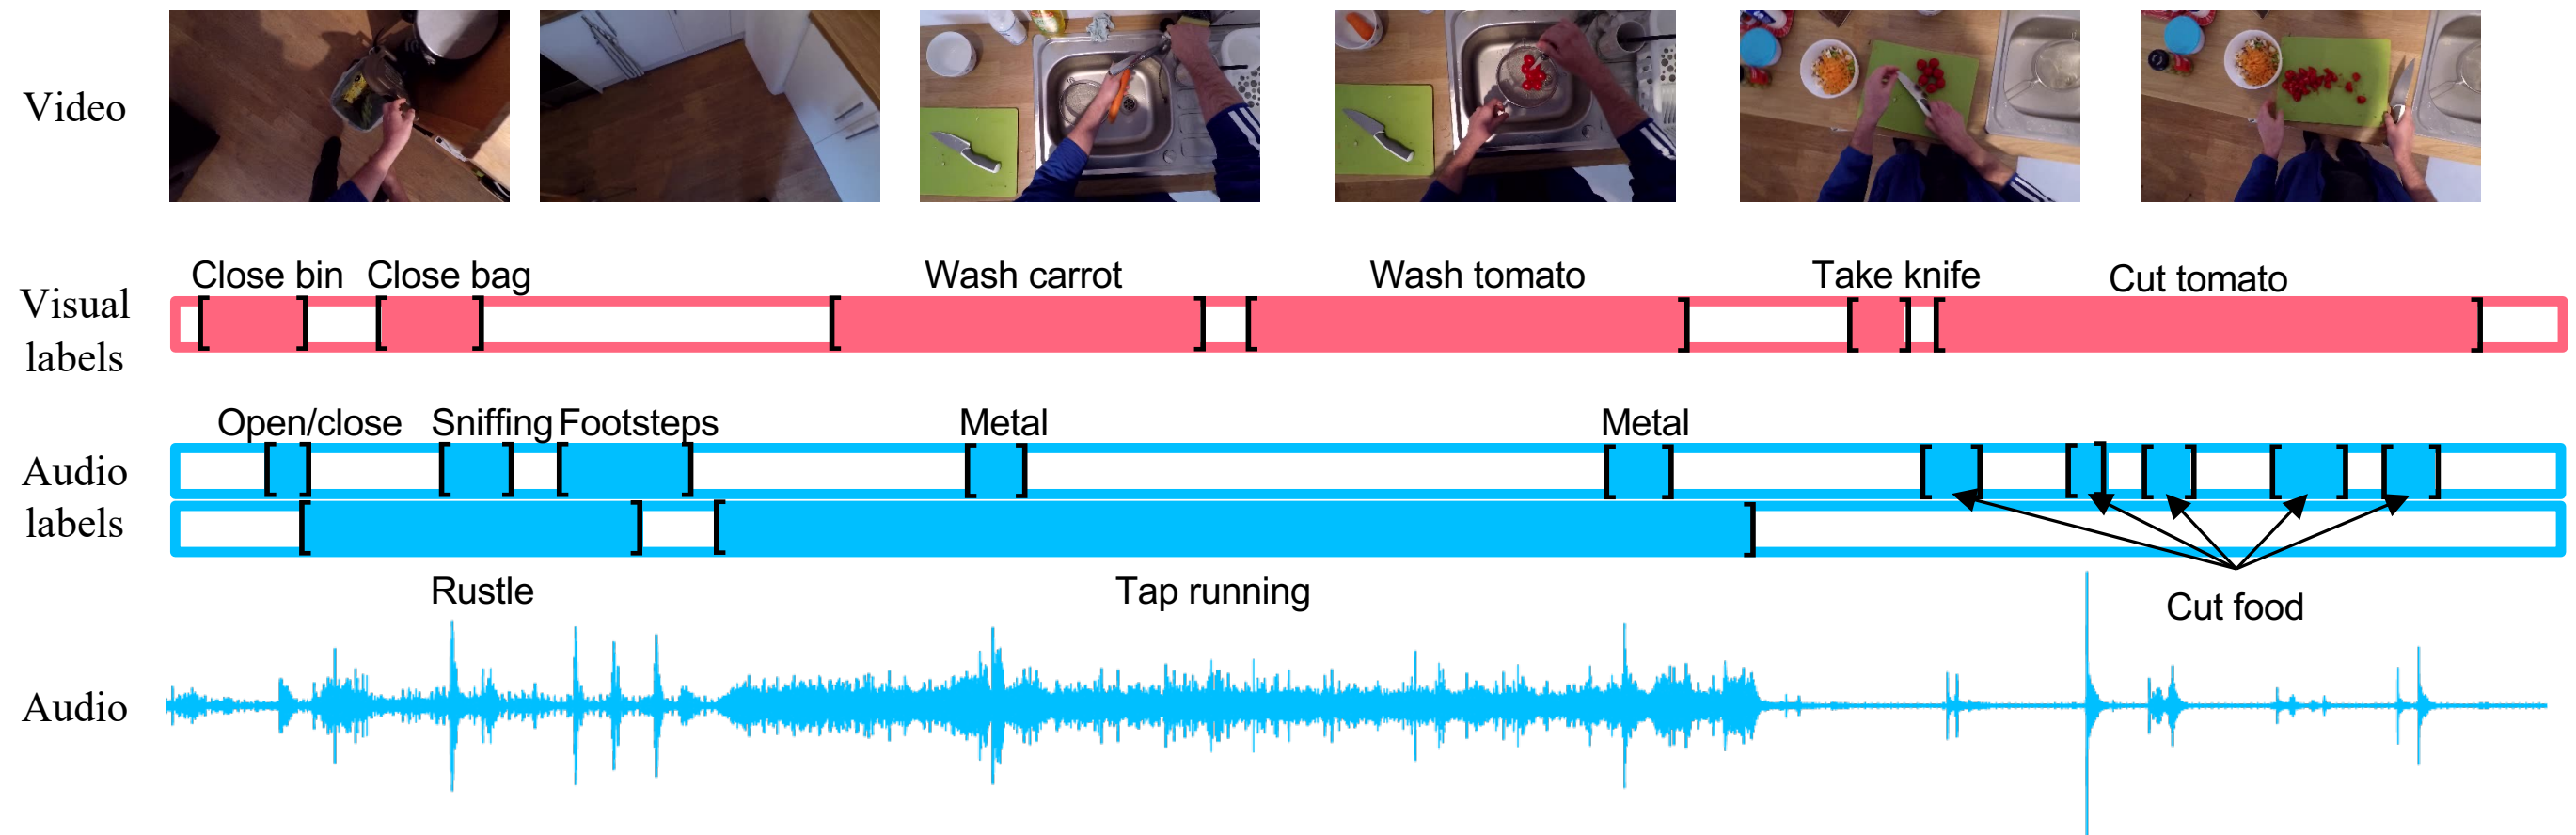 Video
Visual
labels
Close bin
Close bag
Wash carrot
Wash tomato
Take knife
Cut tomato
Audio
labels
Open/close
Sniffing
Footsteps
Metal
Metal
Rustle
Tap running
Cut food
Audio